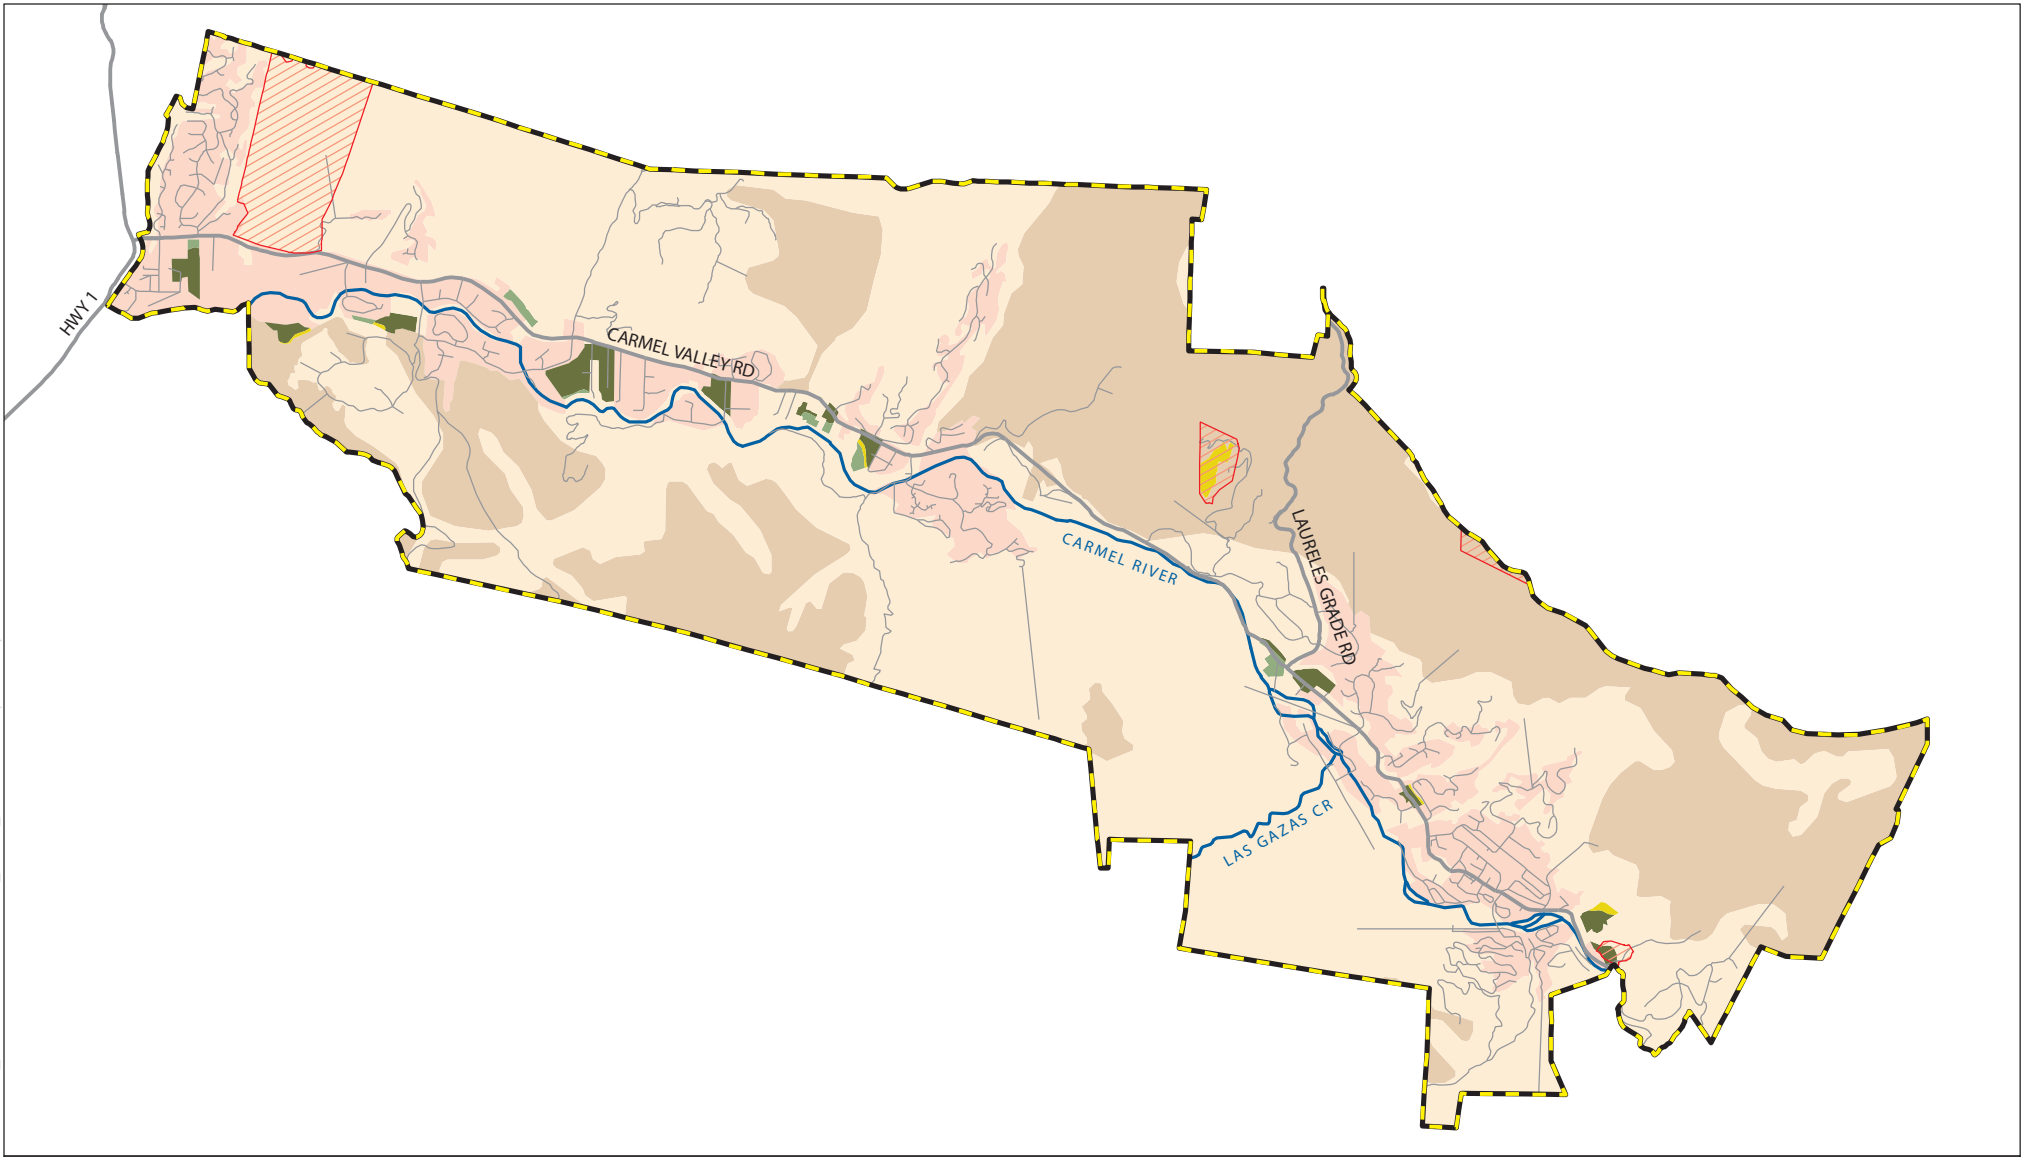 HWY 1
CARMEL VALLEY RD
CARMEL RIVER
LAURELES GRADE RD
LAS GAZAS CR